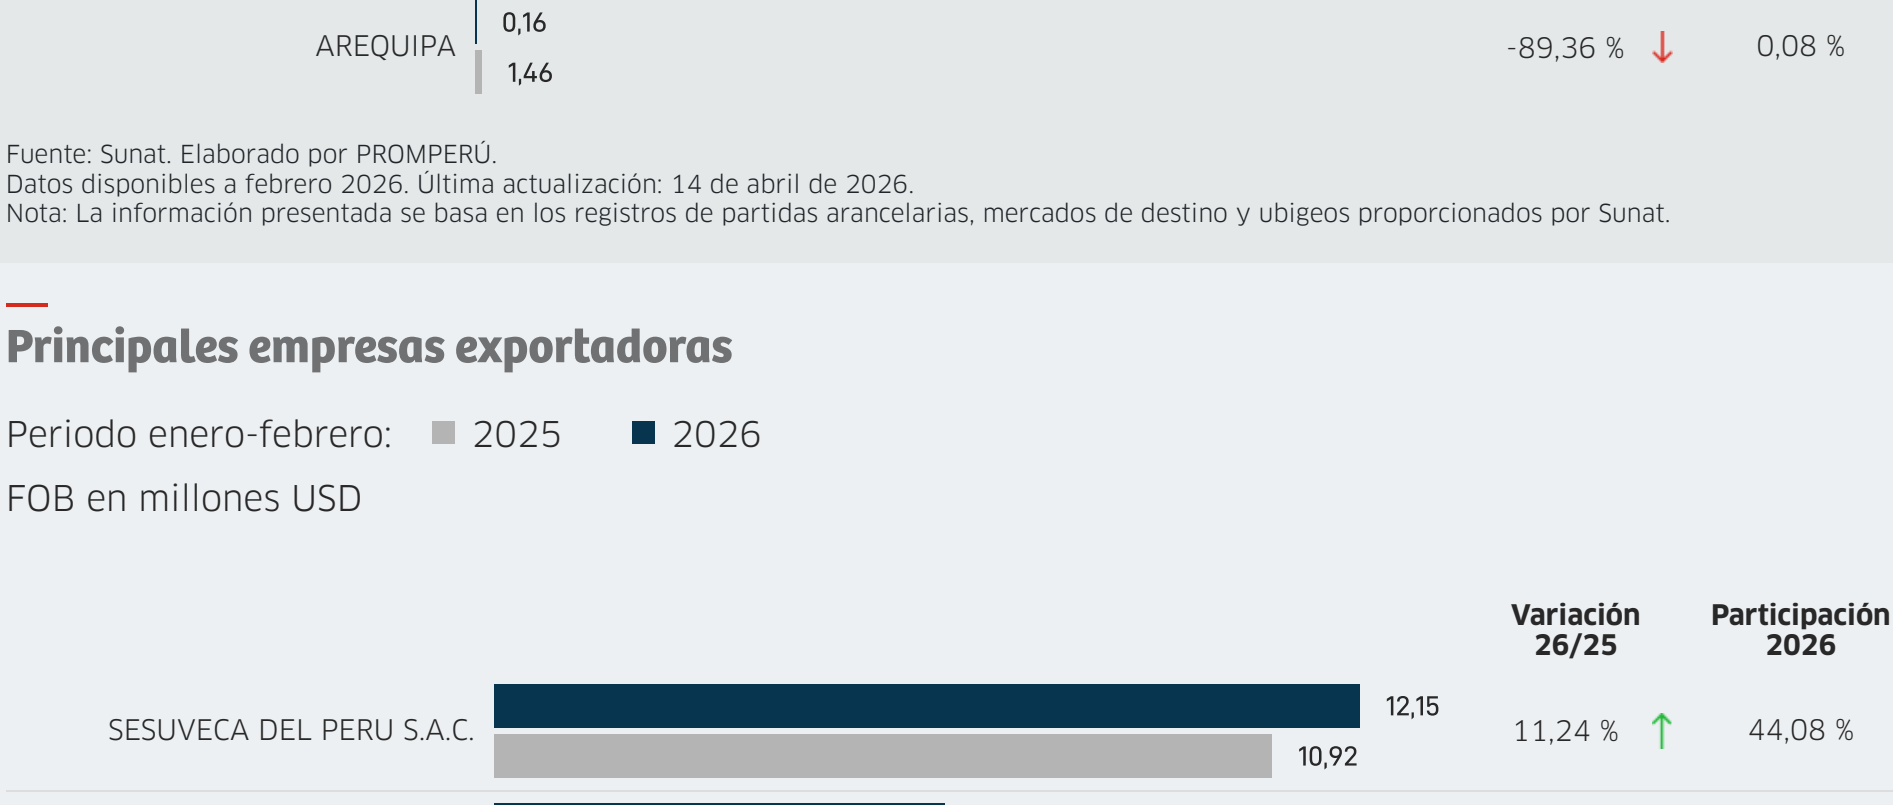 0,16
AREQUIPA
1,46
-89,36 %
0,08 %
Fuente: Sunat. Elaborado por PROMPERÚ.
Datos disponibles a febrero 2026. Última actualización: 14 de abril de 2026.
Nota: La información presentada se basa en los registros de partidas arancelarias, mercados de destino y ubigeos proporcionados por Sunat.
Principales empresas exportadoras
Periodo enero-febrero: 2025 2026
FOB en millones USD
Variación
26/25
Participación
2026
SESUVECA DEL PERU S.A.C.
12,15
10,92
11,24 %
44,08 %